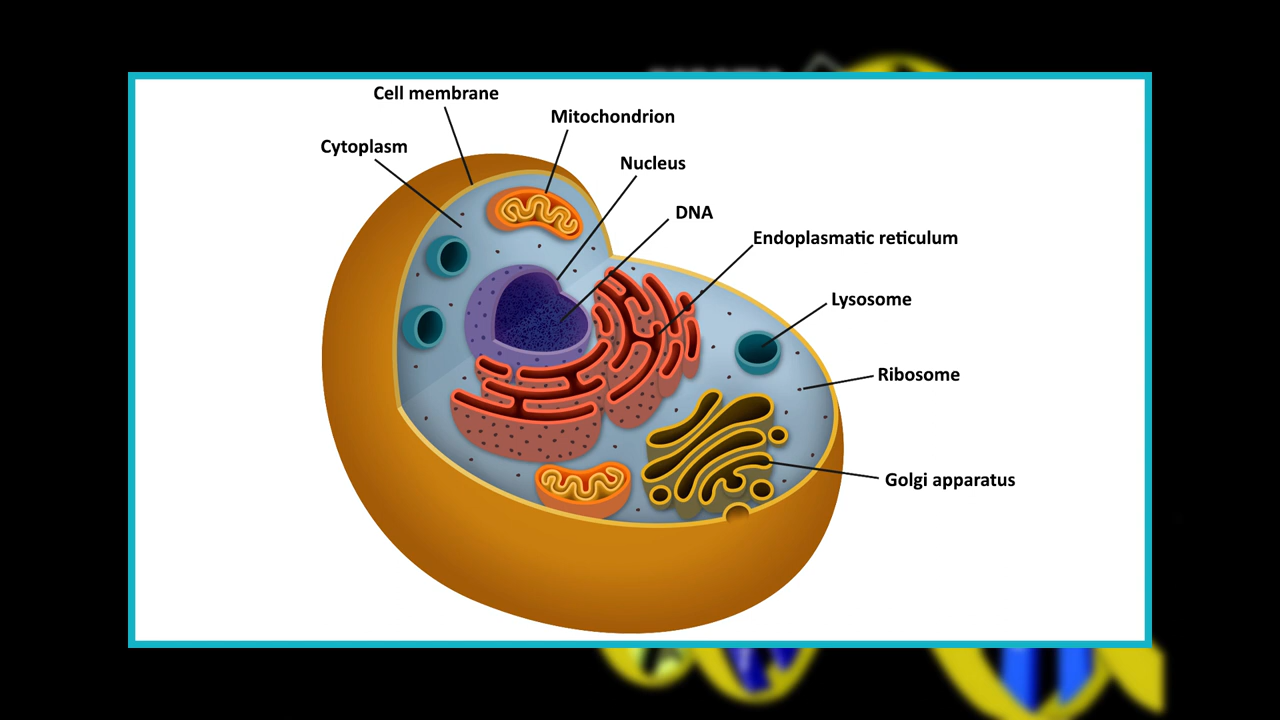 Cell membrane
Mitochondrion
Cytoplasm
Nucleus
DNA
Endoplasmatic reticulum
Lysosome
Ribosome
Golgi apparatus